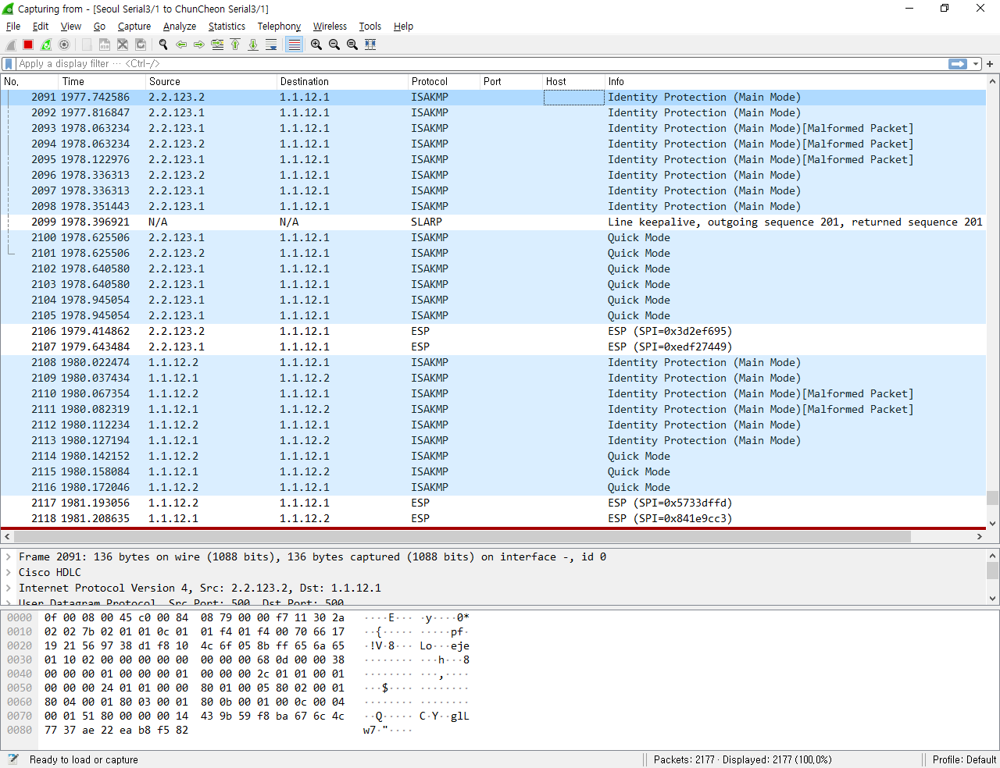 Capturing from - [Seoul Serial3/1 to ChunCheon Serial3/1]
File Edit View Go Capture Analyze Statistics Telephony Wireless Tools Help
Apply a display filter ··· <Ctrl-/>
No. Time Source Destination Protocol Port Host Info
2091 1977.742586 2.2.123.2 1.1.12.1 ISAKMP Identity Protection (Main Mode)
2092 1977.816847 2.2.123.1 1.1.12.1 ISAKMP Identity Protection (Main Mode)
2093 1978.063234 2.2.123.1 1.1.12.1 ISAKMP Identity Protection (Main Mode)[Malformed Packet]
2094 1978.063234 2.2.123.2 1.1.12.1 ISAKMP Identity Protection (Main Mode)[Malformed Packet]
2095 1978.122976 2.2.123.1 1.1.12.1 ISAKMP Identity Protection (Main Mode)[Malformed Packet]
2096 1978.336313 2.2.123.2 1.1.12.1 ISAKMP Identity Protection (Main Mode)
2097 1978.336313 2.2.123.1 1.1.12.1 ISAKMP Identity Protection (Main Mode)
2098 1978.351443 2.2.123.1 1.1.12.1 ISAKMP Identity Protection (Main Mode)
2099 1978.396921 N/A N/A SLARP Line keepalive, outgoing sequence 201, returned sequence 201
2100 1978.625506 2.2.123.1 1.1.12.1 ISAKMP Quick Mode
2101 1978.625506 2.2.123.2 1.1.12.1 ISAKMP Quick Mode
2102 1978.640580 2.2.123.1 1.1.12.1 ISAKMP Quick Mode
2103 1978.640580 2.2.123.1 1.1.12.1 ISAKMP Quick Mode
2104 1978.945054 2.2.123.1 1.1.12.1 ISAKMP Quick Mode
2105 1978.945054 2.2.123.1 1.1.12.1 ISAKMP Quick Mode
2106 1979.414862 2.2.123.2 1.1.12.1 ESP ESP (SPI=0x3d2ef695)
2107 1979.643484 2.2.123.1 1.1.12.1 ESP ESP (SPI=0xedf27449)
2108 1980.022474 1.1.12.2 1.1.12.1 ISAKMP Identity Protection (Main Mode)
2109 1980.037434 1.1.12.1 1.1.12.2 ISAKMP Identity Protection (Main Mode)
2110 1980.067354 1.1.12.2 1.1.12.1 ISAKMP Identity Protection (Main Mode)[Malformed Packet]
2111 1980.082319 1.1.12.1 1.1.12.2 ISAKMP Identity Protection (Main Mode)[Malformed Packet]
2112 1980.112234 1.1.12.2 1.1.12.1 ISAKMP Identity Protection (Main Mode)
2113 1980.127194 1.1.12.1 1.1.12.2 ISAKMP Identity Protection (Main Mode)
2114 1980.142152 1.1.12.2 1.1.12.1 ISAKMP Quick Mode
2115 1980.158084 1.1.12.1 1.1.12.2 ISAKMP Quick Mode
2116 1980.172046 1.1.12.2 1.1.12.1 ISAKMP Quick Mode
2117 1981.193056 1.1.12.2 1.1.12.1 ESP ESP (SPI=0x5733dffd)
2118 1981.208635 1.1.12.1 1.1.12.2 ESP ESP (SPI=0x841e9cc3)
Frame 2091: 136 bytes on wire (1088 bits), 136 bytes captured (1088 bits) on interface -, id 0
Cisco HDLC
Internet Protocol Version 4, Src: 2.2.123.2, Dst: 1.1.12.1
User Datagram Protocol, Src Port: 500, Dst Port: 500
0000 0f 00 08 00 45 c0 00 84 08 79 00 00 f7 11 30 2a ····E··· ·y····0*
0010 02 02 7b 02 01 01 0c 01 01 f4 01 f4 00 70 66 17 ··{····· ·····pf·
0020 19 21 56 97 38 d1 f8 10 4c 6f 05 8b ff 65 6a 65 ·!V·8··· Lo···eje
0030 01 10 02 00 00 00 00 00 00 00 00 68 0d 00 00 38 ········ ···h···8
0040 00 00 00 01 00 00 00 01 00 00 00 2c 01 01 00 01 ········ ···,····
0050 00 00 00 24 01 01 00 00 80 01 00 05 80 02 00 01 ···$···· ········
0060 80 04 00 01 80 03 00 01 80 0b 00 01 00 0c 00 04 ········ ········
0070 00 01 51 80 00 00 00 14 43 9b 59 f8 ba 67 6c 4c ··Q····· C·Y··glL
0080 77 37 ae 22 ea b8 f5 82 w7·"····
Ready to load or capture Packets: 2177 · Displayed: 2177 (100,0%) Profile: Default